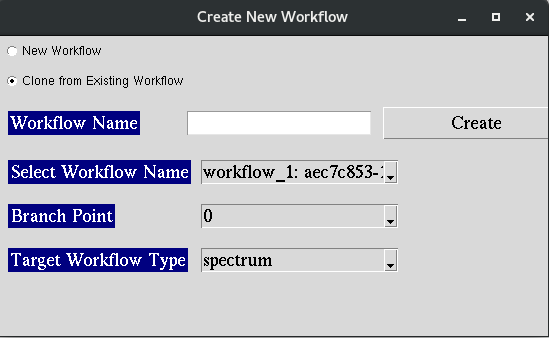 Create New Workflow
New Workflow
Clone from Existing Workflow
Workflow Name
Create
Select Workflow Name workflow_1: aec7c853-1
Branch Point 0
Target Workflow Type spectrum